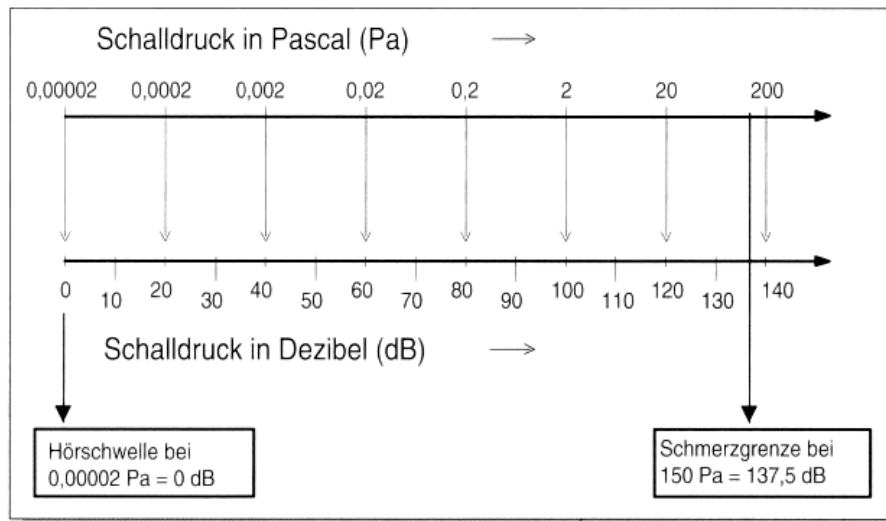 Schalldruck in Pascal (Pa)
0,00002 0,0002 0,002 0,02 0,2 2 20 200
0 10 20 30 40 50 60 70 80 90 100 110 120 130 140
Schalldruck in Dezibel (dB)
Hörschwelle bei
0,00002 Pa = 0 dB
Schmerzgrenze bei
150 Pa = 137,5 dB